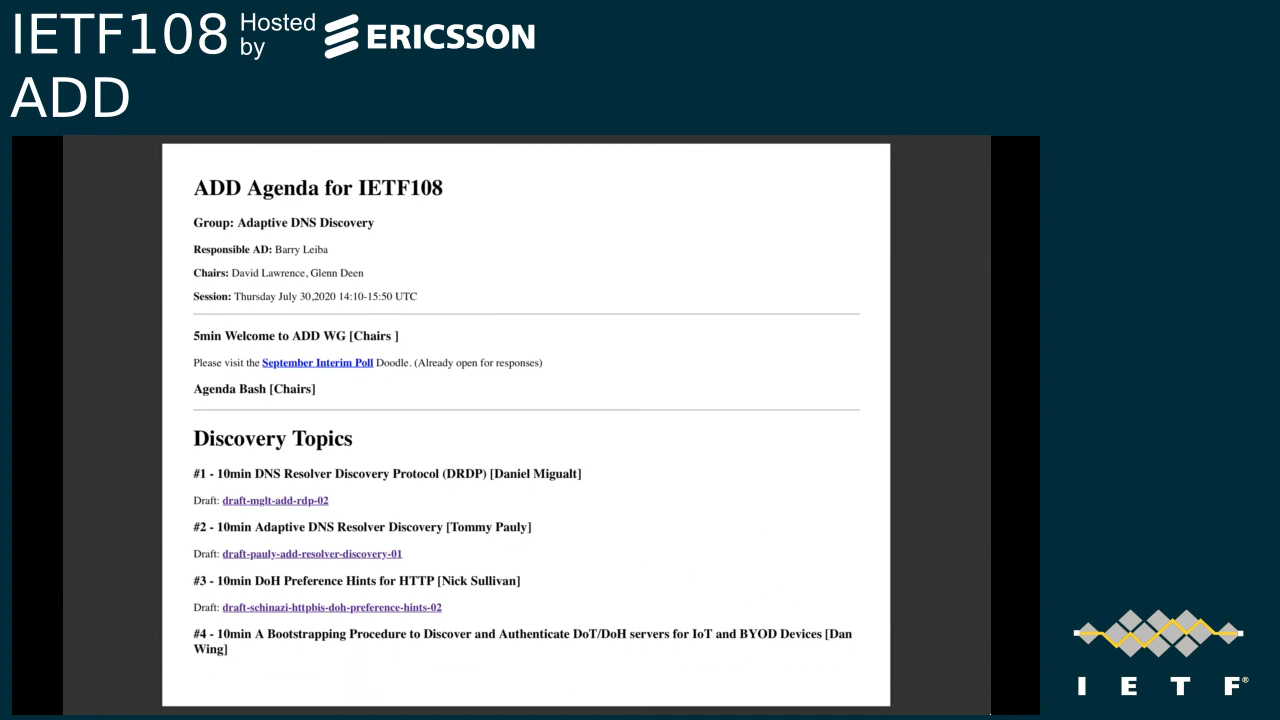 IETF108 Hosted by ERICSSON
ADD
ADD Agenda for IETF108
Group: Adaptive DNS Discovery
Responsible AD: Barry Leiba
Chairs: David Lawrence, Glenn Deen
Session: Thursday July 30,2020 14:10-15:50 UTC
5min Welcome to ADD WG [Chairs ]
Please visit the September Interim Poll Doodle. (Already open for responses)
Agenda Bash [Chairs]
Discovery Topics
#1 - 10min DNS Resolver Discovery Protocol (DRDP) [Daniel Migualt]
Draft: draft-mglt-add-rdp-02
#2 - 10min Adaptive DNS Resolver Discovery [Tommy Pauly]
Draft: draft-pauly-add-resolver-discovery-01
#3 - 10min DoH Preference Hints for HTTP [Nick Sullivan]
Draft: draft-schinazi-httpbis-doh-preference-hints-02
#4 - 10min A Bootstrapping Procedure to Discover and Authenticate DoT/DoH servers for IoT and BYOD Devices [Dan
Wing]
I E T F®